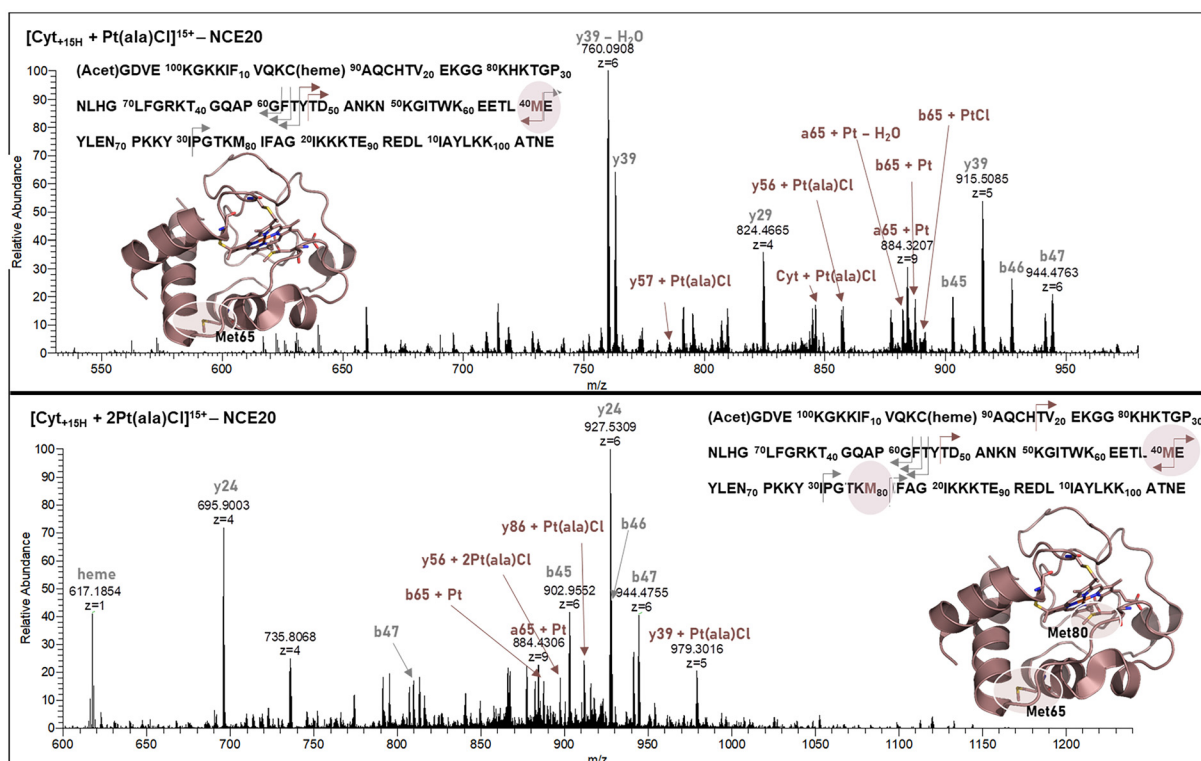 [Cyt+15H + Pt(ala)Cl]15+ – NCE20
y39 – H2O
760.0908
z=6
(Acet)GDVE 100KGKKIF10 VQKC(heme) 90AQCHTV20 EKGG 80KHKTGP30
NLHG 70LFGRKT40 GQAP 60GFTYTD50 ANKN 50KGITWK60 EETL 40ME
YLEN70 PKKY 30IPGTKM80 IFAG 20IKKKTE90 REDL 10IAYLKK100 ATNE
b65 + PtCl
a65 + Pt – H2O
b65 + Pt
y39
y39
915.5085
z=5
y56 + Pt(ala)Cl
y29
824.4665
z=4
a65 + Pt
884.3207
z=9
y57 + Pt(ala)Cl
Cyt + Pt(ala)Cl
b45
b46
b47
944.4763
z=6
Met65
Relative Abundance
100
90
80
70
60
50
40
30
20
10
0
550 600 650 700 750 800 850 900 950
m/z
[Cyt+15H + 2Pt(ala)Cl]15+ – NCE20
y24
927.5309
z=6
(Acet)GDVE 100KGKKIF10 VQKC(heme) 90AQCHTV20 EKGG 80KHKTGP30
NLHG 70LFGRKT40 GQAP 60GFTYTD50 ANKN 50KGITWK60 EETL 40ME
YLEN70 PKKY 30IPGTKM80 IFAG 20IKKKTE90 REDL 10IAYLKK100 ATNE
y24
695.9003
z=4
heme
617.1854
z=1
735.8068
z=4
b47
b65 + Pt
y56 + 2Pt(ala)Cl
y86 + Pt(ala)Cl
a65 + Pt
884.4306
z=9
b45
902.9552
z=6
b46
b47
944.4755
z=6
y39 + Pt(ala)Cl
979.3016
z=5
Met80
Met65
Relative Abundance
100
90
80
70
60
50
40
30
20
10
0
600 650 700 750 800 850 900 950 1000 1050 1100 1150 1200
m/z